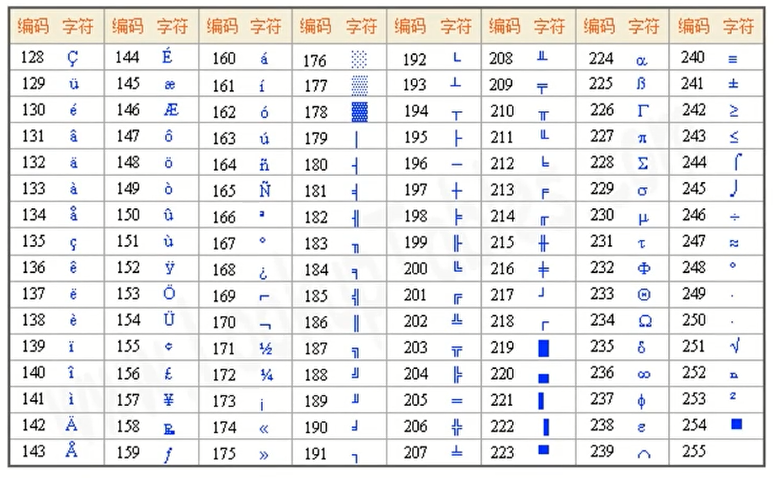 编码 字符 编码 字符 编码 字符 编码 字符 编码 字符 编码 字符 编码 字符 编码 字符
128 Ç 144 É 160 á 176 ░ 192 └ 208 ╨ 224 α 240 ≡
129 ü 145 æ 161 í 177 ▒ 193 ┴ 209 ╤ 225 ß 241 ±
130 é 146 Æ 162 ó 178 ▓ 194 ┬ 210 ╥ 226 Γ 242 ≥
131 â 147 ô 163 ú 179 │ 195 ├ 211 ╙ 227 π 243 ≤
132 ä 148 ö 164 ñ 180 ┤ 196 ─ 212 ╘ 228 Σ 244 ⌠
133 à 149 ò 165 Ñ 181 ╡ 197 ┼ 213 ╒ 229 σ 245 ⌡
134 å 150 û 166 ª 182 ╢ 198 ╞ 214 ╓ 230 µ 246 ÷
135 ç 151 ù 167 º 183 ╖ 199 ╟ 215 ╫ 231 τ 247 ≈
136 ê 152 ÿ 168 ¿ 184 ╕ 200 ╚ 216 ╪ 232 Φ 248 °
137 ë 153 Ö 169 ⌐ 185 ╣ 201 ╔ 217 ┘ 233 Θ 249 ∙
138 è 154 Ü 170 ¬ 186 ║ 202 ╩ 218 ┌ 234 Ω 250 ·
139 ï 155 ¢ 171 ½ 187 ╗ 203 ╦ 219 █ 235 δ 251 √
140 î 156 £ 172 ¼ 188 ╝ 204 ╠ 220 ▄ 236 ∞ 252 ⁿ
141 ì 157 ¥ 173 ¡ 189 ╜ 205 ═ 221 ▌ 237 φ 253 ²
142 Ä 158 ₧ 174 « 190 ╛ 206 ╬ 222 ▐ 238 ε 254 ■
143 Å 159 ƒ 175 » 191 ┐ 207 ╧ 223 ▀ 239 ∩ 255